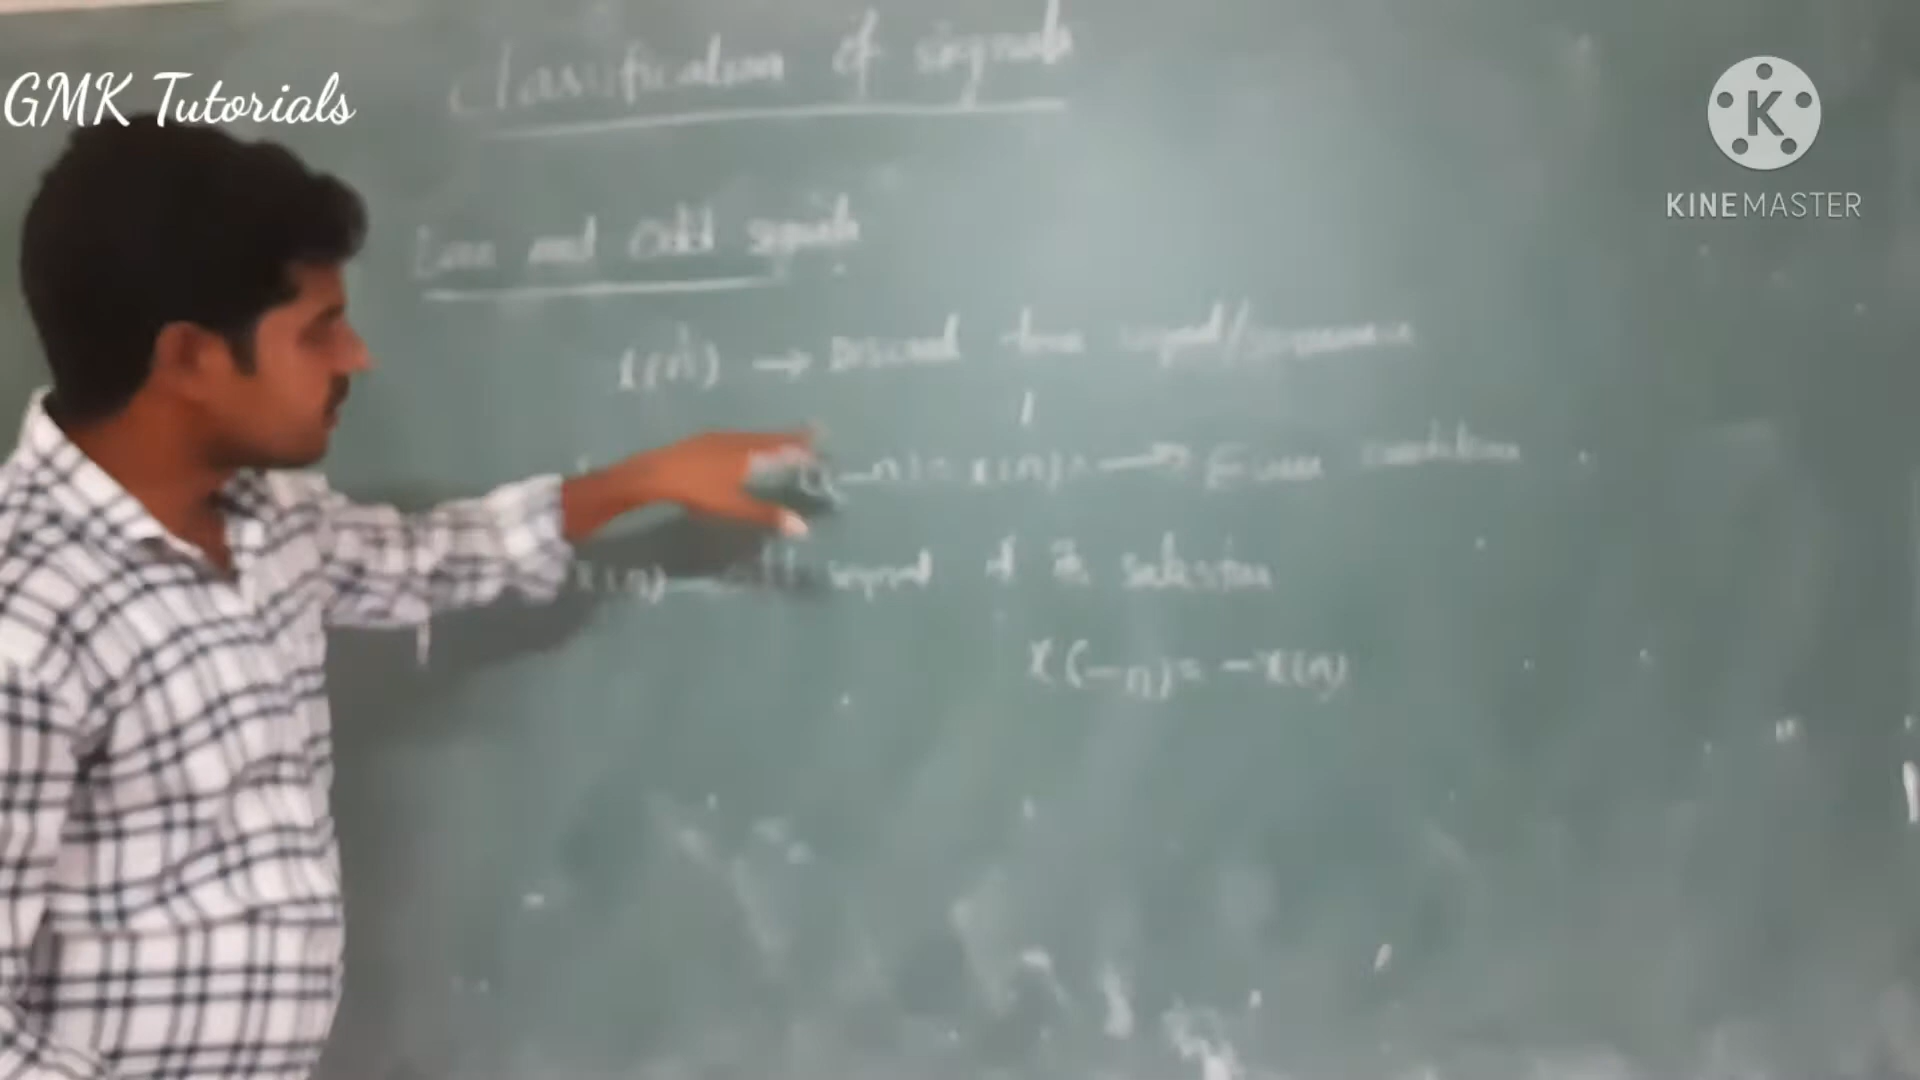 Classification of signals
GMK Tutorials
K
KINEMASTER
Even and Odd signals
x(n) → Discreet time signal/sequence
x(-n) = x(n) → Even condition
x(n) odd signal if it satisfies
x(-n) = -x(n)